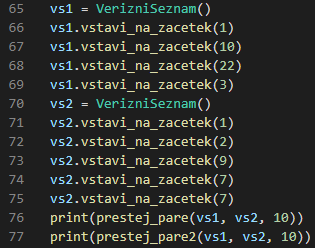 65 vs1 = VerizniSeznam()
66 vs1.vstavi_na_zacetek(1)
67 vs1.vstavi_na_zacetek(10)
68 vs1.vstavi_na_zacetek(22)
69 vs1.vstavi_na_zacetek(3)
70 vs2 = VerizniSeznam()
71 vs2.vstavi_na_zacetek(1)
72 vs2.vstavi_na_zacetek(2)
73 vs2.vstavi_na_zacetek(9)
74 vs2.vstavi_na_zacetek(7)
75 vs2.vstavi_na_zacetek(7)
76 print(prestej_pare(vs1, vs2, 10))
77 print(prestej_pare2(vs1, vs2, 10))